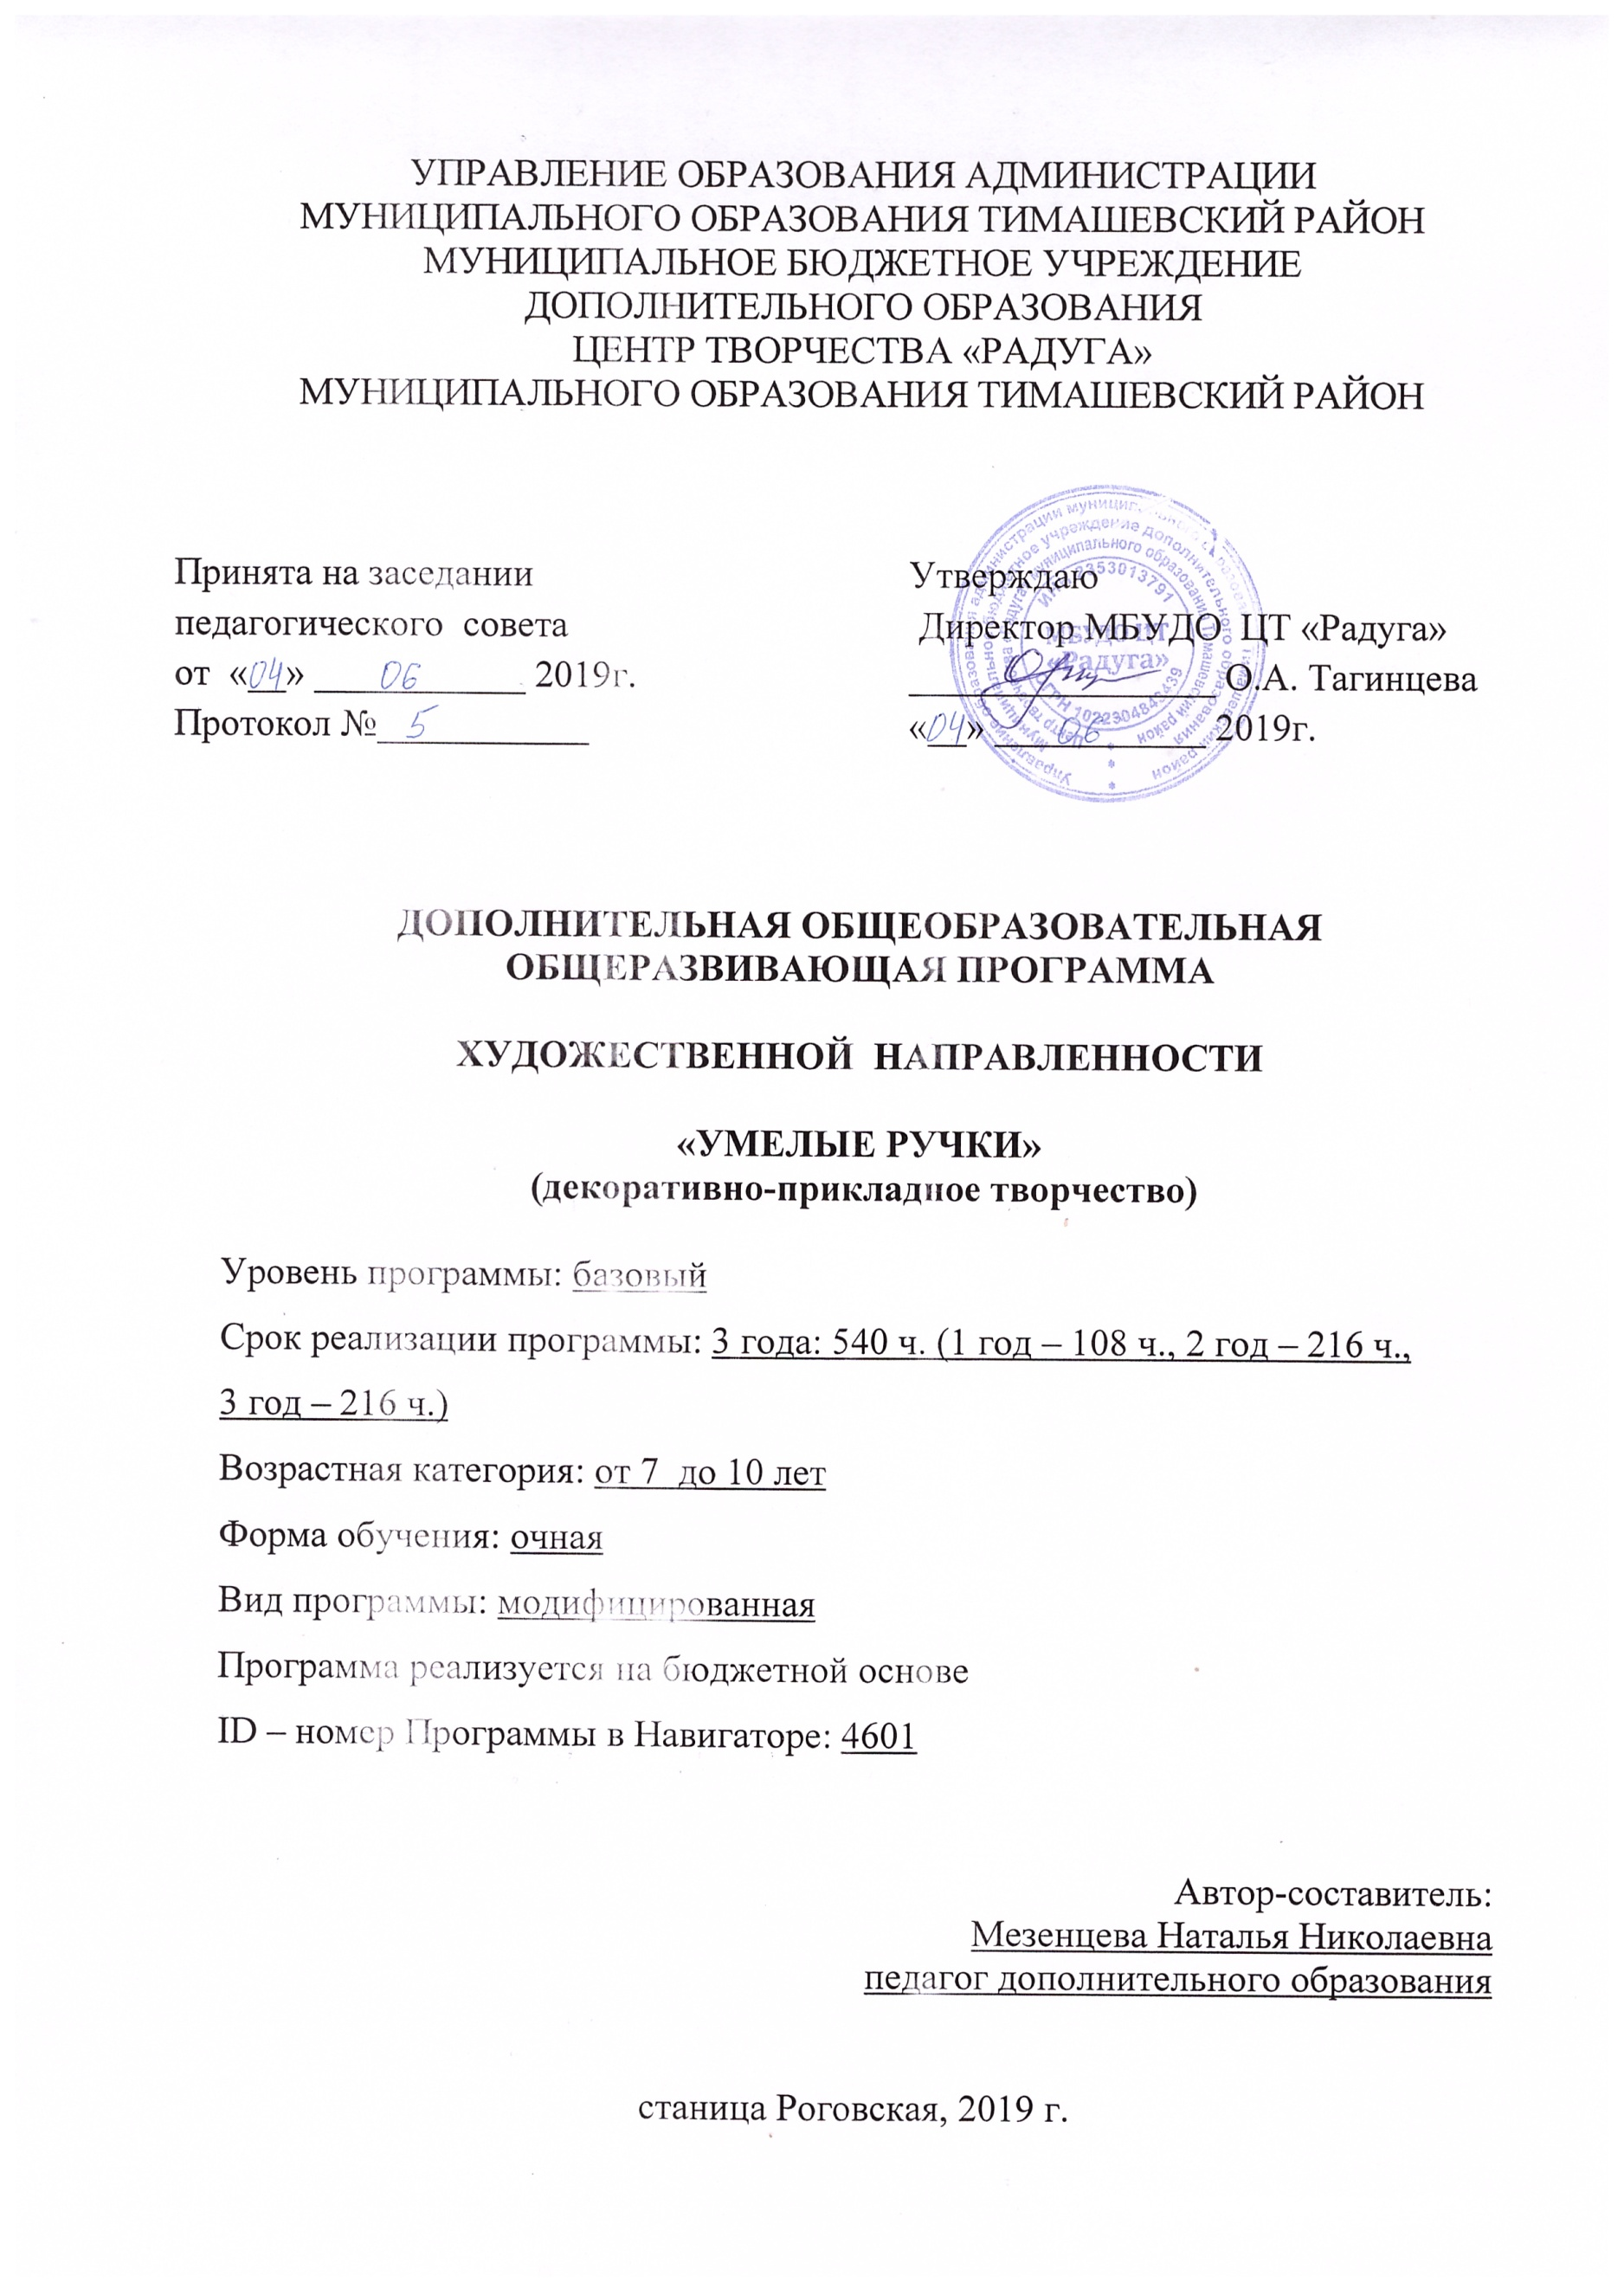 УПРАВЛЕНИЕ ОБРАЗОВАНИЯ АДМИНИСТРАЦИИ
МУНИЦИПАЛЬНОГО ОБРАЗОВАНИЯ ТИМАШЕВСКИЙ РАЙОН
МУНИЦИПАЛЬНОЕ БЮДЖЕТНОЕ УЧРЕЖДЕНИЕ
ДОПОЛНИТЕЛЬНОГО ОБРАЗОВАНИЯ
ЦЕНТР ТВОРЧЕСТВА «РАДУГА»
МУНИЦИПАЛЬНОГО ОБРАЗОВАНИЯ ТИМАШЕВСКИЙ РАЙОН
Принята на заседании
педагогического совета
от «04» 06 2019г.
Протокол № 5
Утверждаю
Директор МБУДО ЦТ «Радуга»
О.А. Тагинцева
«04» 06 2019г.
МБУДО ЦТ
«Радуга»
ДОПОЛНИТЕЛЬНАЯ ОБЩЕОБРАЗОВАТЕЛЬНАЯ
ОБЩЕРАЗВИВАЮЩАЯ ПРОГРАММА
ХУДОЖЕСТВЕННОЙ НАПРАВЛЕННОСТИ
«УМЕЛЫЕ РУЧКИ»
(декоративно-прикладное творчество)
Уровень программы: базовый
Срок реализации программы: 3 года: 540 ч. (1 год – 108 ч., 2 год – 216 ч.,
3 год – 216 ч.)
Возрастная категория: от 7 до 10 лет
Форма обучения: очная
Вид программы: модифицированная
Программа реализуется на бюджетной основе
ID – номер Программы в Навигаторе: 4601
Автор-составитель:
Мезенцева Наталья Николаевна
педагог дополнительного образования
станица Роговская, 2019 г.